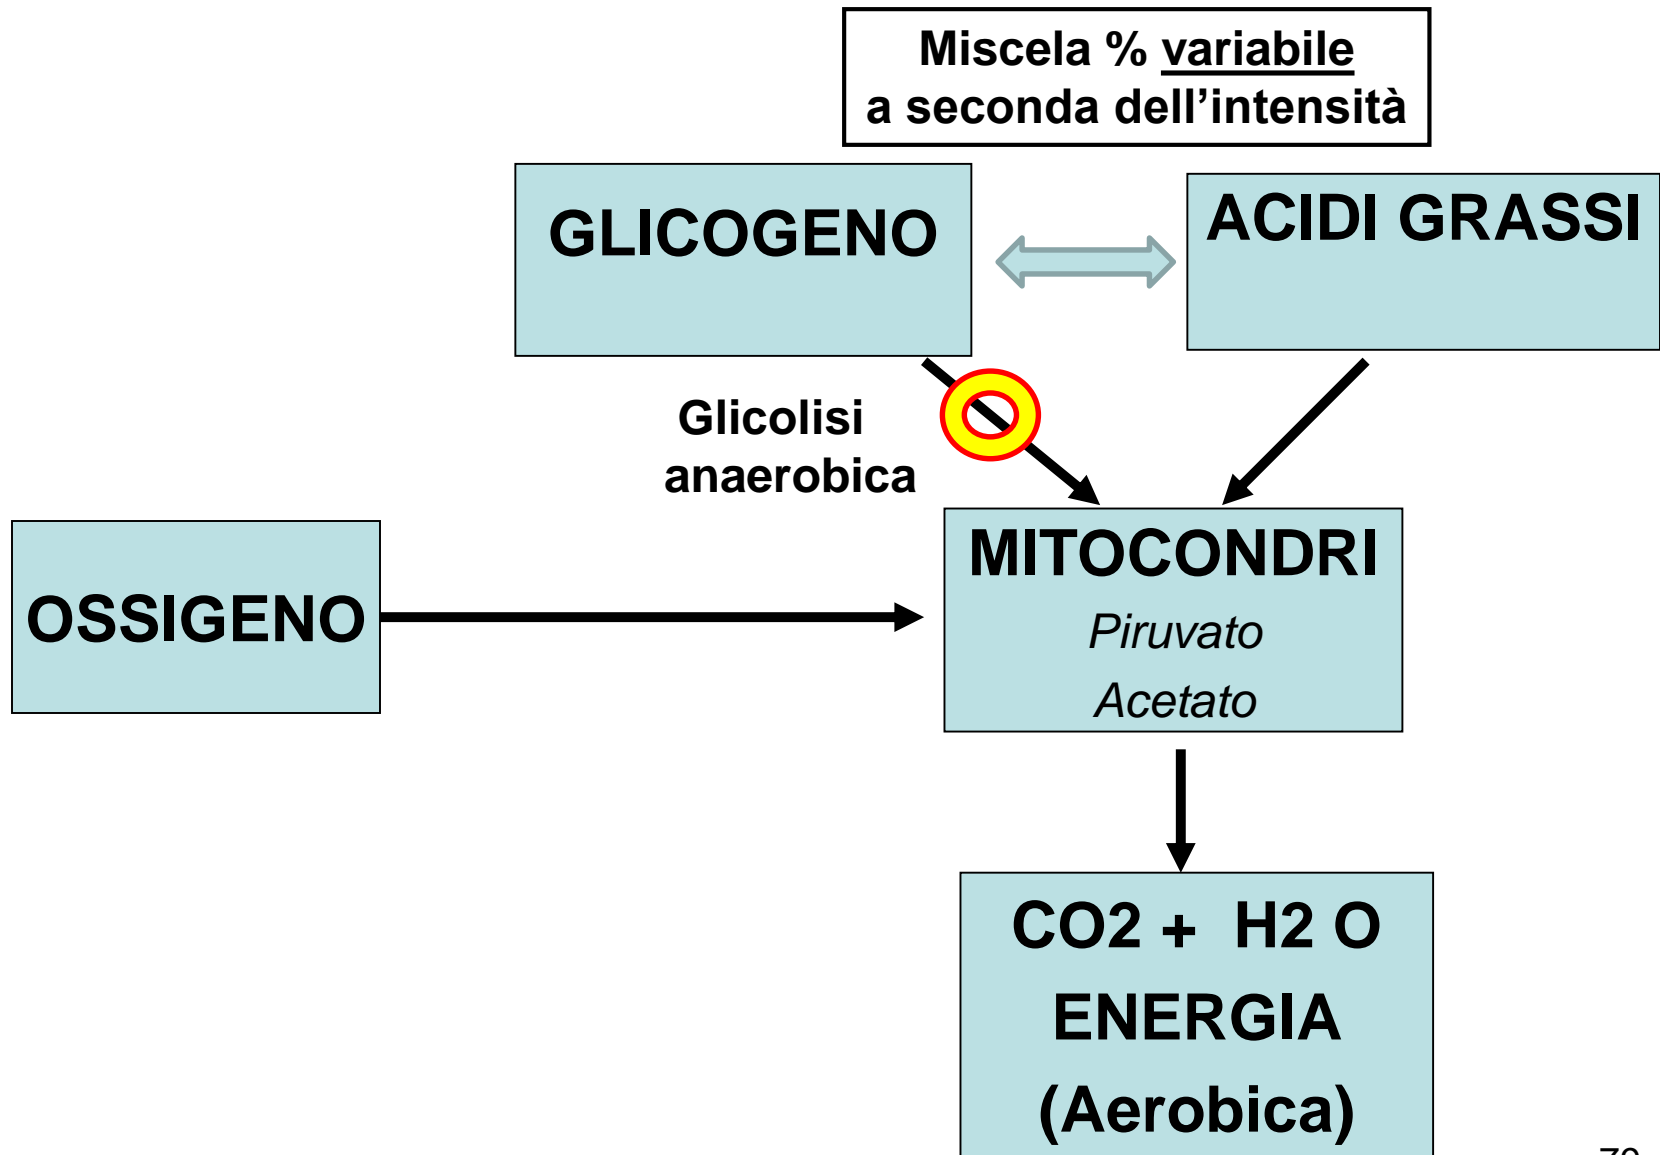 Miscela % variabile
a seconda dell'intensità
GLICOGENO
ACIDI GRASSI
Glicolisi
anaerobica
OSSIGENO
MITOCONDRI
Piruvato
Acetato
CO2 + H2 O
ENERGIA
(Aerobica)